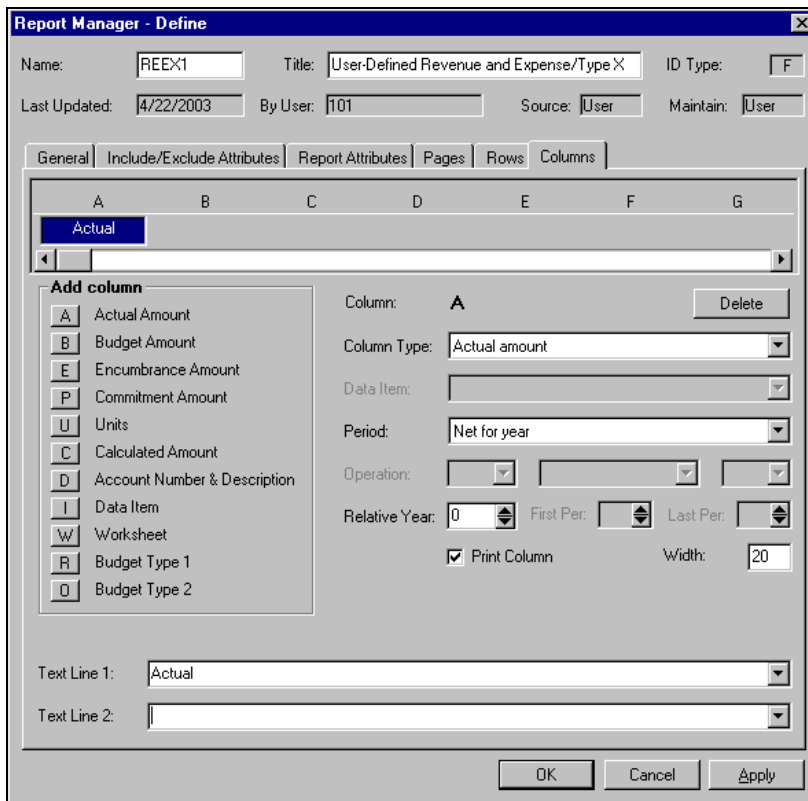 Report Manager - Define
Name: REEX1 Title: User-Defined Revenue and Expense/Type X ID Type: F
Last Updated: 4/22/2003 By User: 101 Source: User Maintain: User
General Include/Exclude Attributes Report Attributes Pages Rows Columns
A B C D E F G
Actual
Add column
A Actual Amount
B Budget Amount
E Encumbrance Amount
P Commitment Amount
U Units
C Calculated Amount
D Account Number & Description
I Data Item
W Worksheet
R Budget Type 1
O Budget Type 2
Column: A Delete
Column Type: Actual amount
Data Item:
Period: Net for year
Operation:
Relative Year: 0 First Per: Last Per:
Print Column Width: 20
Text Line 1: Actual
Text Line 2:
OK Cancel Apply